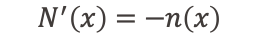 N′(x) = −n(x)